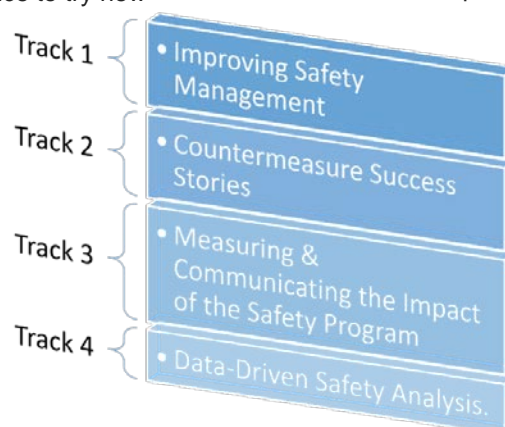 Track 1
• Improving Safety
Management
Track 2
• Countermeasure Success
Stories
Track 3
• Measuring &
Communicating the Impact
of the Safety Program
Track 4
• Data-Driven Safety Analysis.